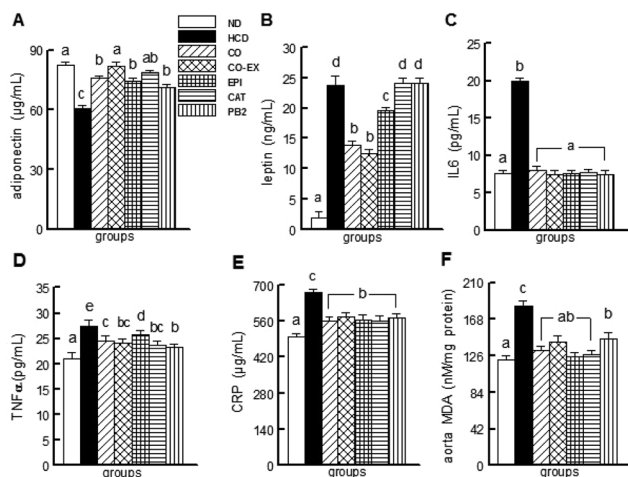 A
adiponectin (µg/mL)
90
60
30
0
a
c
b
a
b
ab
b
groups
ND
HCD
CO
CO-EX
EPI
CAT
PB2
B
leptin (ng/mL)
30
25
20
15
10
5
0
a
d
b
b
c
d
d
groups
C
IL6 (pg/mL)
25
20
15
10
5
0
a
b
a
groups
D
TNFα(pg/mL)
35
30
25
20
15
10
5
0
a
e
c
bc
d
bc
b
groups
E
CRP (µg/mL)
700
560
420
280
140
0
a
c
b
groups
F
aorta MDA (nM/mg protein)
210
168
126
84
42
0
a
c
ab
b
groups